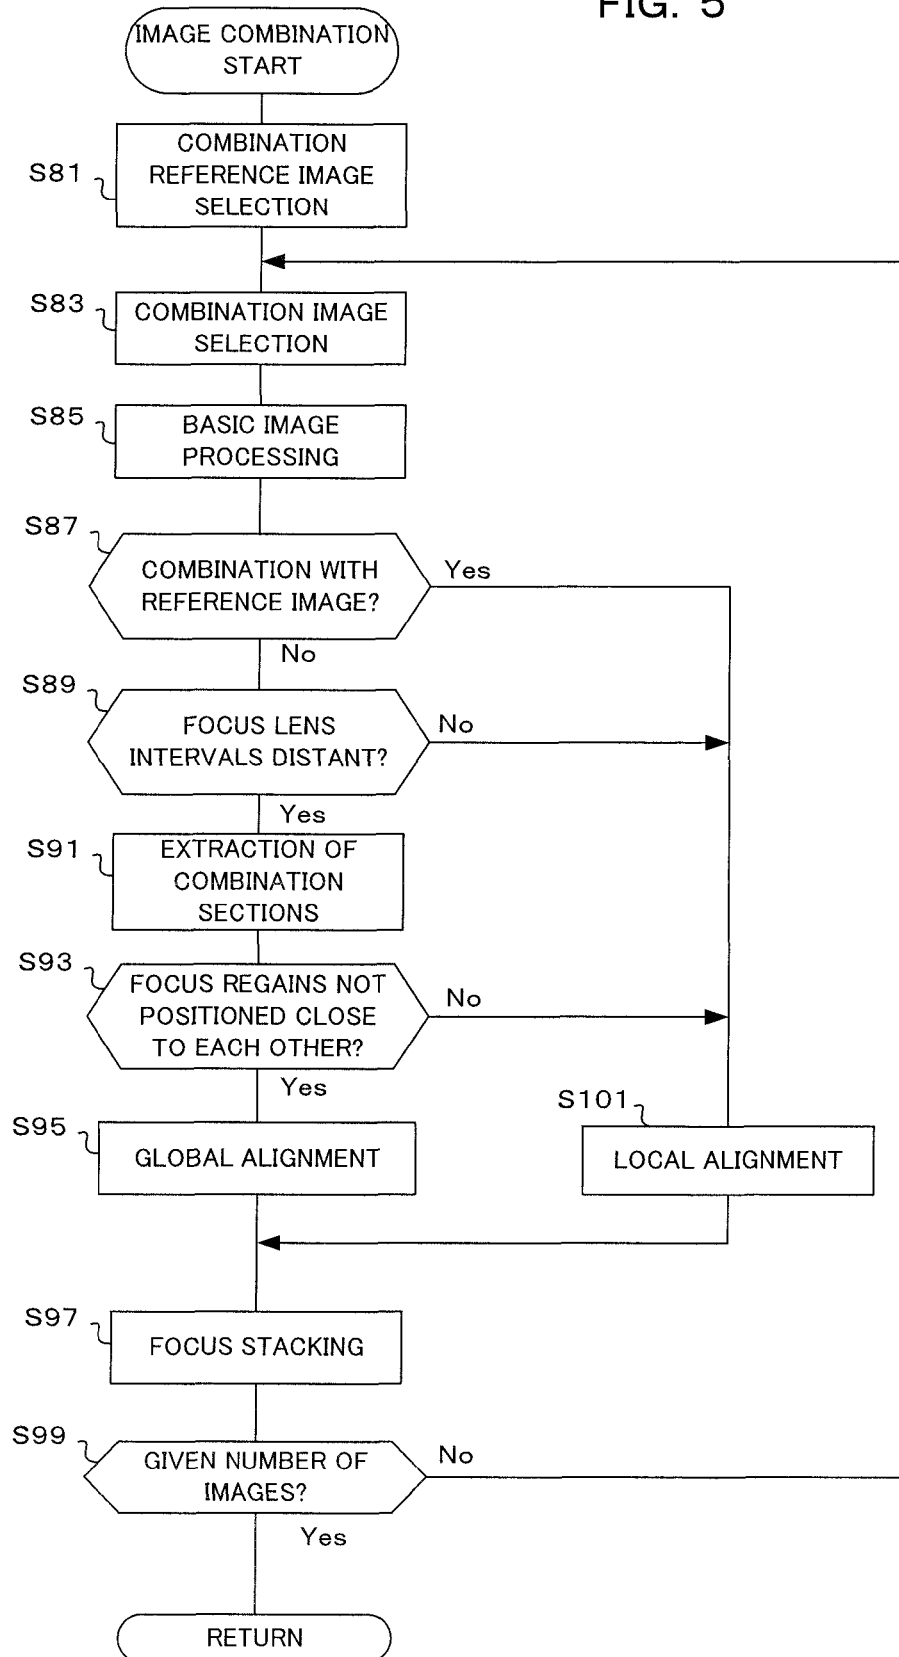 FIG. 5
IMAGE COMBINATION
START
S81
COMBINATION
REFERENCE IMAGE
SELECTION
S83
COMBINATION IMAGE
SELECTION
S85
BASIC IMAGE
PROCESSING
S87
COMBINATION WITH
REFERENCE IMAGE?
Yes
No
S89
FOCUS LENS
INTERVALS DISTANT?
No
Yes
S91
EXTRACTION OF
COMBINATION
SECTIONS
S93
FOCUS REGAINS NOT
POSITIONED CLOSE
TO EACH OTHER?
No
Yes
S95
GLOBAL ALIGNMENT
S101
LOCAL ALIGNMENT
S97
FOCUS STACKING
S99
GIVEN NUMBER OF
IMAGES?
No
Yes
RETURN